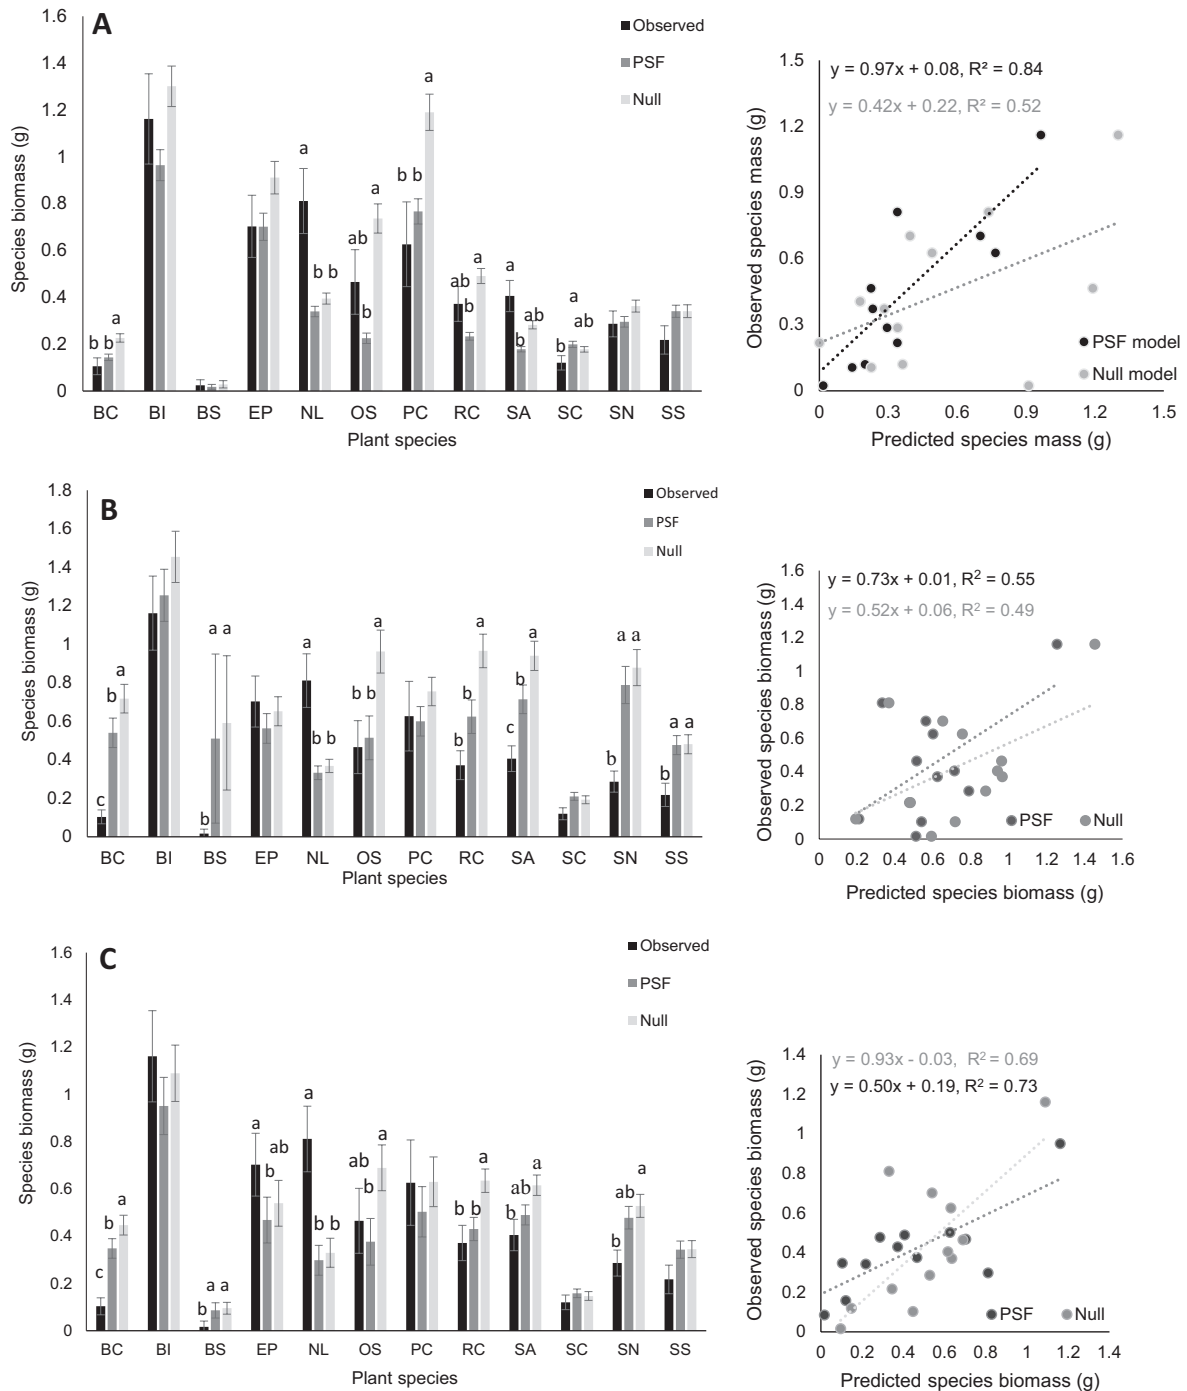 A
Observed
PSF
Null
1.6
1.4
1.2
1
0.8
0.6
0.4
0.2
0
Species biomass (g)
b b a
a b b
ab b a
b b a
ab b a
a b ab
b a ab
BC BI BS EP NL OS PC RC SA SC SN SS
Plant species
y = 0.97x + 0.08, R² = 0.84
y = 0.42x + 0.22, R² = 0.52
1.5
1.2
0.9
0.6
0.3
0
Observed species mass (g)
PSF model
Null model
0 0.3 0.6 0.9 1.2 1.5
Predicted species mass (g)
B
Observed
PSF
Null
1.8
1.6
1.4
1.2
1
0.8
0.6
0.4
0.2
0
Species biomass (g)
c b a
b a a
a b b
b b a
b b a
c b a
b a a
b a a
BC BI BS EP NL OS PC RC SA SC SN SS
Plant species
y = 0.73x + 0.01, R² = 0.55
y = 0.52x + 0.06, R² = 0.49
1.6
1.4
1.2
1
0.8
0.6
0.4
0.2
0
Observed species biomass (g)
PSF Null
0 0.2 0.4 0.6 0.8 1 1.2 1.4 1.6
Predicted species biomass (g)
C
Observed
PSF
Null
1.6
1.4
1.2
1
0.8
0.6
0.4
0.2
0
Species biomass (g)
c b a
b a a
a b ab
a b b
ab b a
b b a
b ab a
b ab a
BC BI BS EP NL OS PC RC SA SC SN SS
Plant species
y = 0.93x - 0.03, R² = 0.69
y = 0.50x + 0.19, R² = 0.73
1.4
1.2
1
0.8
0.6
0.4
0.2
0
Observed species biomass (g)
PSF Null
0 0.2 0.4 0.6 0.8 1 1.2 1.4
Predicted species biomass (g)